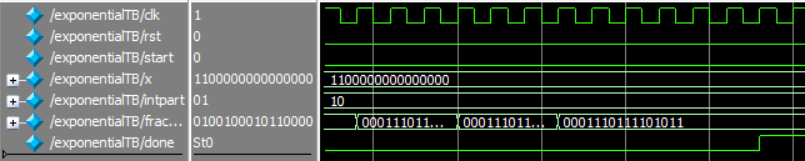 /exponentialTB/clk 1
/exponentialTB/rst 0
/exponentialTB/start 0
/exponentialTB/x 1100000000000000 1100000000000000
/exponentialTB/intpart 01 10
/exponentialTB/frac... 0100100010110000 000111011... 000111011... 0001110111101011
/exponentialTB/done St0